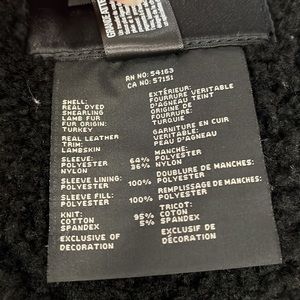 RN NO: 54163
CA NO: 57151
SHELL:
REAL DYED
SHEARLING
LAMB FUR
FUR ORIGIN:
TURKEY
REAL LEATHER
TRIM:
LAMBSKIN
SLEEVE: 64%
POLYESTER 36%
NYLON
SLEEVE LINING:
POLYESTER 100%
SLEEVE FILL:
POLYESTER 100%
KNIT:
COTTON 95%
SPANDEX 5%
EXCLUSIVE OF
DECORATION
EXTÉRIEUR:
FOURRURE VERITABLE
D'AGNEAU TEINT
ORIGINE DE
FOURRURE:
TURQUIE
GARNITURE EN CUIR
VERITABLE:
PEAU D'AGNEAU
MANCHE:
POLYESTER
NYLON
DOUBLURE DE MANCHES:
POLYESTER
REMPLISSAGE DE MANCHES:
POLYESTER
TRICOT:
COTON
SPANDEX
EXCLUSIF DE
DÉCORATION